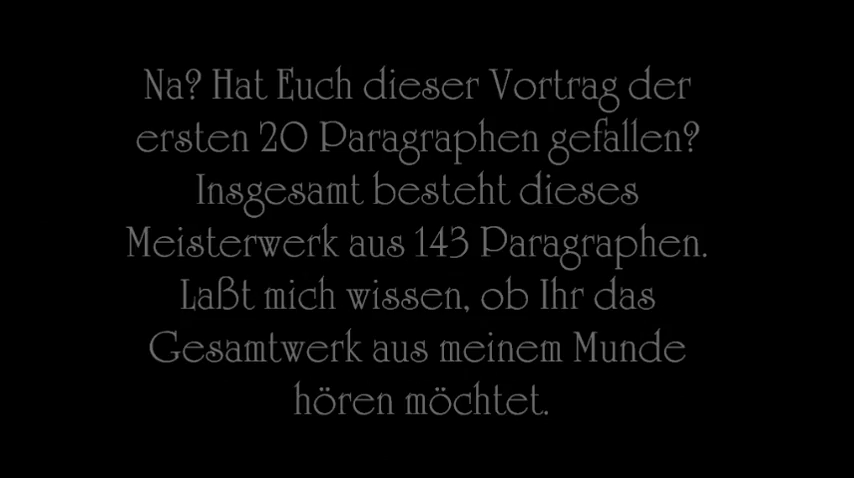 Na? Hat Euch dieser Vortrag der
ersten 20 Paragraphen gefallen?
Insgesamt besteht dieses
Meisterwerk aus 143 Paragraphen.
Laßt mich wissen, ob Ihr das
Gesamtwerk aus meinem Munde
hören möchtet.